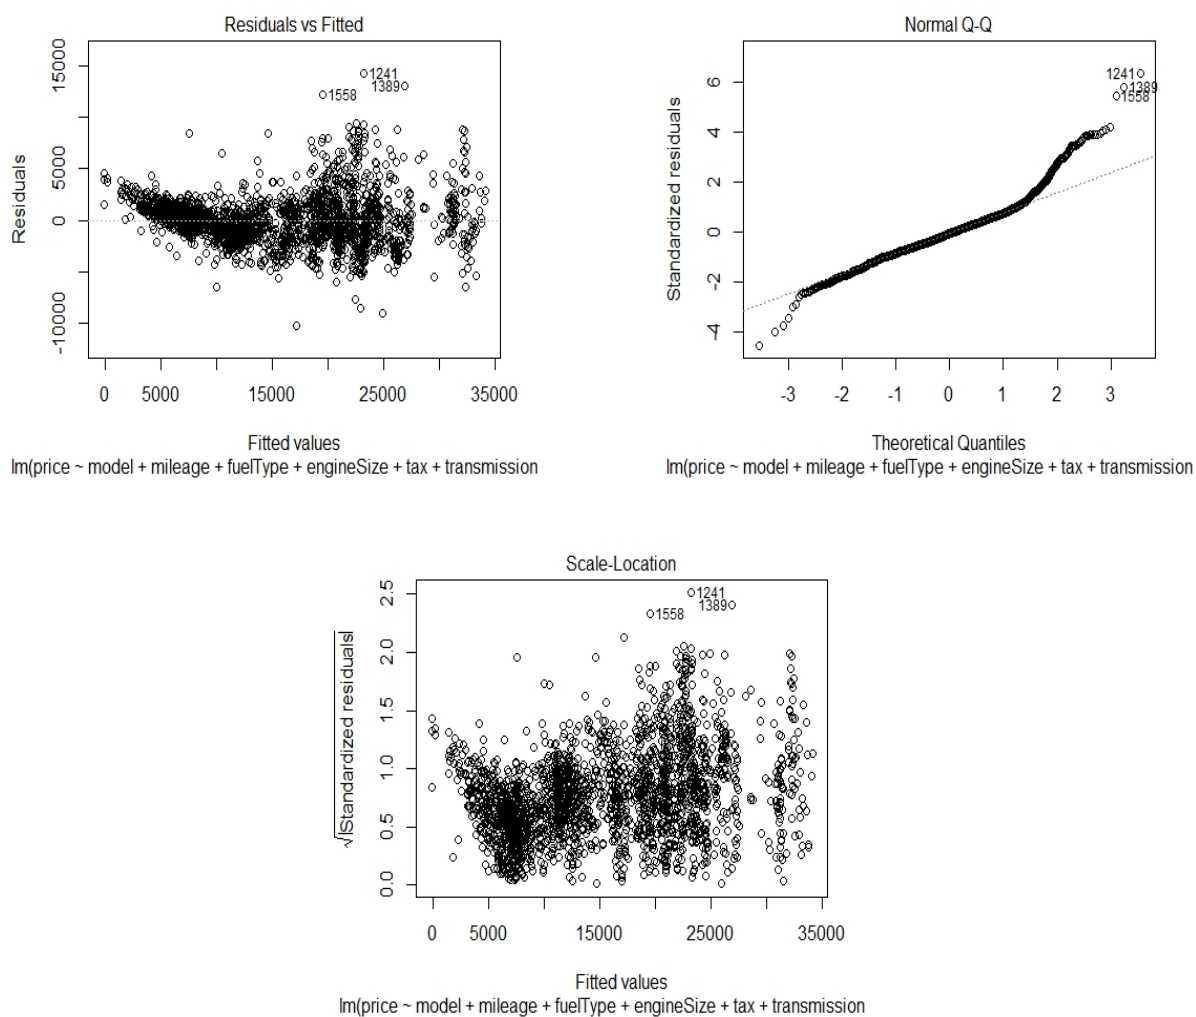 Residuals vs Fitted
Residuals
-10000 0 5000 15000
1241
1389
1558
0 5000 15000 25000 35000
Fitted values
lm(price ~ model + mileage + fuelType + engineSize + tax + transmission
Normal Q-Q
Standardized residuals
-4 -2 0 2 4 6
1241
1389
1558
-3 -2 -1 0 1 2 3
Theoretical Quantiles
lm(price ~ model + mileage + fuelType + engineSize + tax + transmission
Scale-Location
√|Standardized residuals|
0.0 0.5 1.0 1.5 2.0 2.5
1241
1389
1558
0 5000 15000 25000 35000
Fitted values
lm(price ~ model + mileage + fuelType + engineSize + tax + transmission